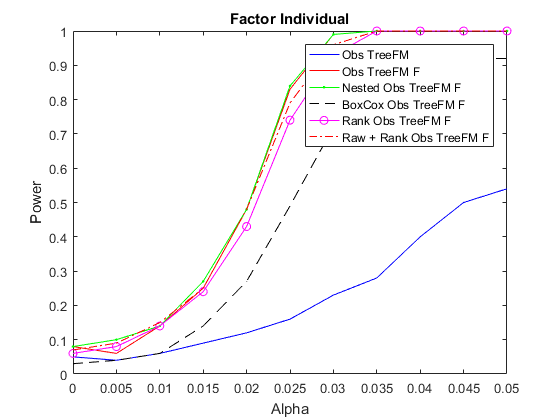 Factor Individual
Power
1
0.9
0.8
0.7
0.6
0.5
0.4
0.3
0.2
0.1
0
Obs TreeFM
Obs TreeFM F
Nested Obs TreeFM F
BoxCox Obs TreeFM F
Rank Obs TreeFM F
Raw + Rank Obs TreeFM F
0 0.005 0.01 0.015 0.02 0.025 0.03 0.035 0.04 0.045 0.05
Alpha